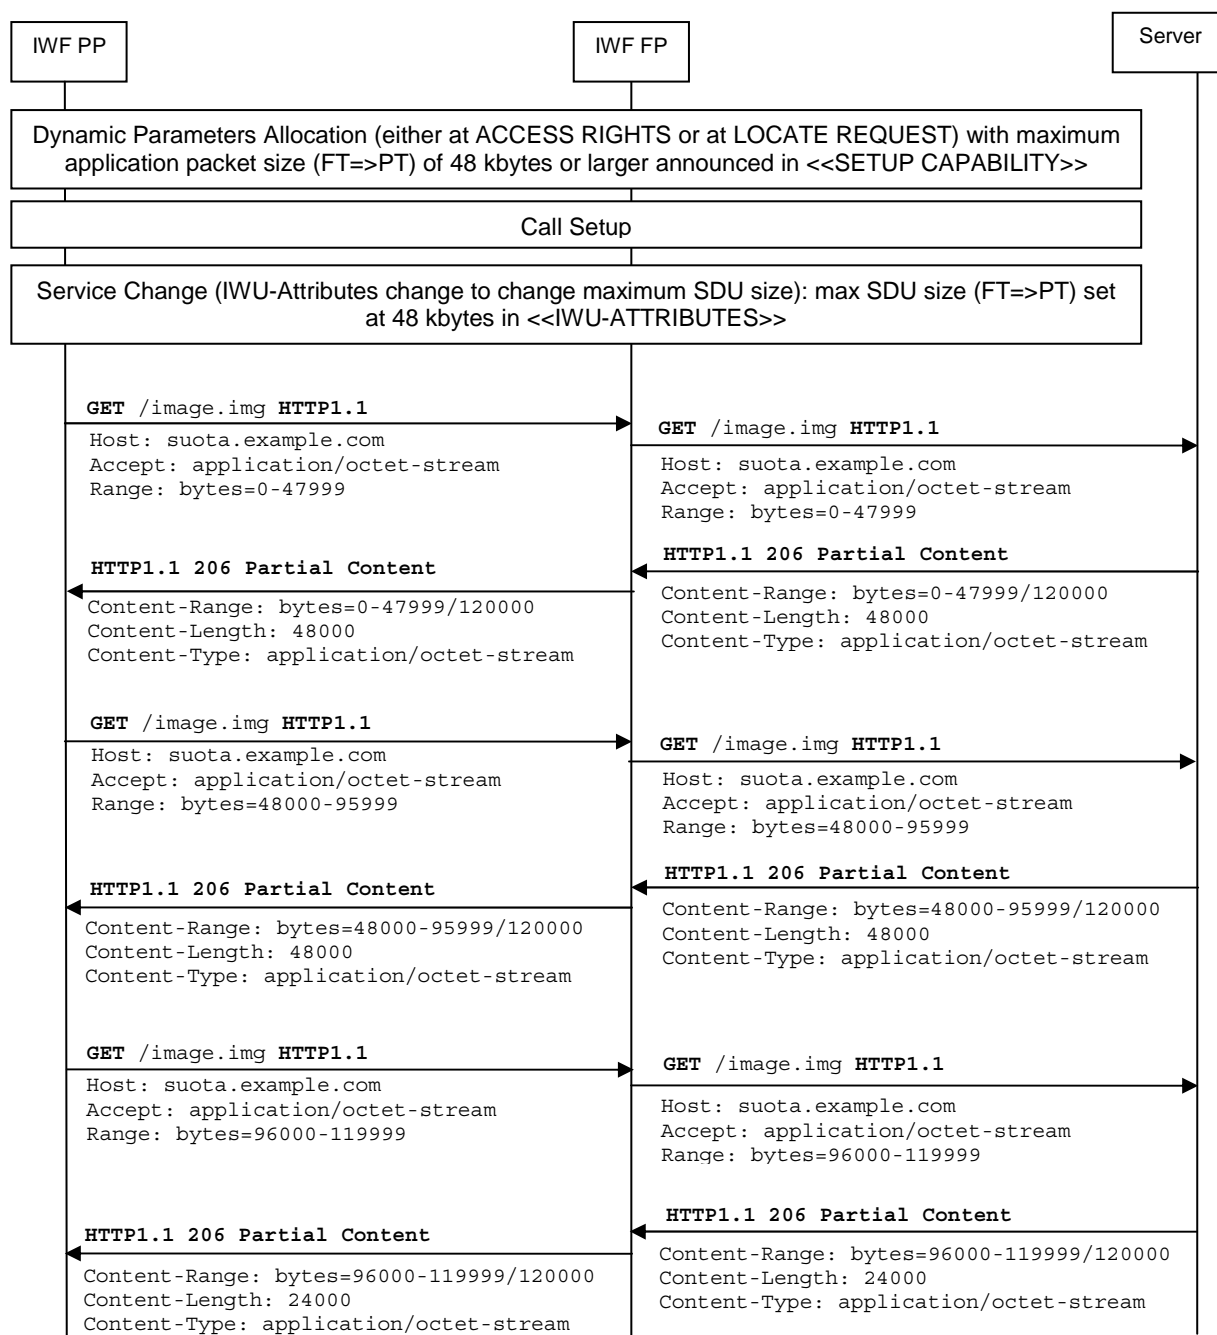 IWF PP
IWF FP
Server
Dynamic Parameters Allocation (either at ACCESS RIGHTS or at LOCATE REQUEST) with maximum
application packet size (FT=>PT) of 48 kbytes or larger announced in <<SETUP CAPABILITY>>
Call Setup
Service Change (IWU-Attributes change to change maximum SDU size): max SDU size (FT=>PT) set
at 48 kbytes in <<IWU-ATTRIBUTES>>
GET /image.img HTTP1.1
Host: suota.example.com
Accept: application/octet-stream
Range: bytes=0-47999
GET /image.img HTTP1.1
Host: suota.example.com
Accept: application/octet-stream
Range: bytes=0-47999
HTTP1.1 206 Partial Content
Content-Range: bytes=0-47999/120000
Content-Length: 48000
Content-Type: application/octet-stream
HTTP1.1 206 Partial Content
Content-Range: bytes=0-47999/120000
Content-Length: 48000
Content-Type: application/octet-stream
GET /image.img HTTP1.1
Host: suota.example.com
Accept: application/octet-stream
Range: bytes=48000-95999
GET /image.img HTTP1.1
Host: suota.example.com
Accept: application/octet-stream
Range: bytes=48000-95999
HTTP1.1 206 Partial Content
Content-Range: bytes=48000-95999/120000
Content-Length: 48000
Content-Type: application/octet-stream
HTTP1.1 206 Partial Content
Content-Range: bytes=48000-95999/120000
Content-Length: 48000
Content-Type: application/octet-stream
GET /image.img HTTP1.1
Host: suota.example.com
Accept: application/octet-stream
Range: bytes=96000-119999
GET /image.img HTTP1.1
Host: suota.example.com
Accept: application/octet-stream
Range: bytes=96000-119999
HTTP1.1 206 Partial Content
Content-Range: bytes=96000-119999/120000
Content-Length: 24000
Content-Type: application/octet-stream
HTTP1.1 206 Partial Content
Content-Range: bytes=96000-119999/120000
Content-Length: 24000
Content-Type: application/octet-stream